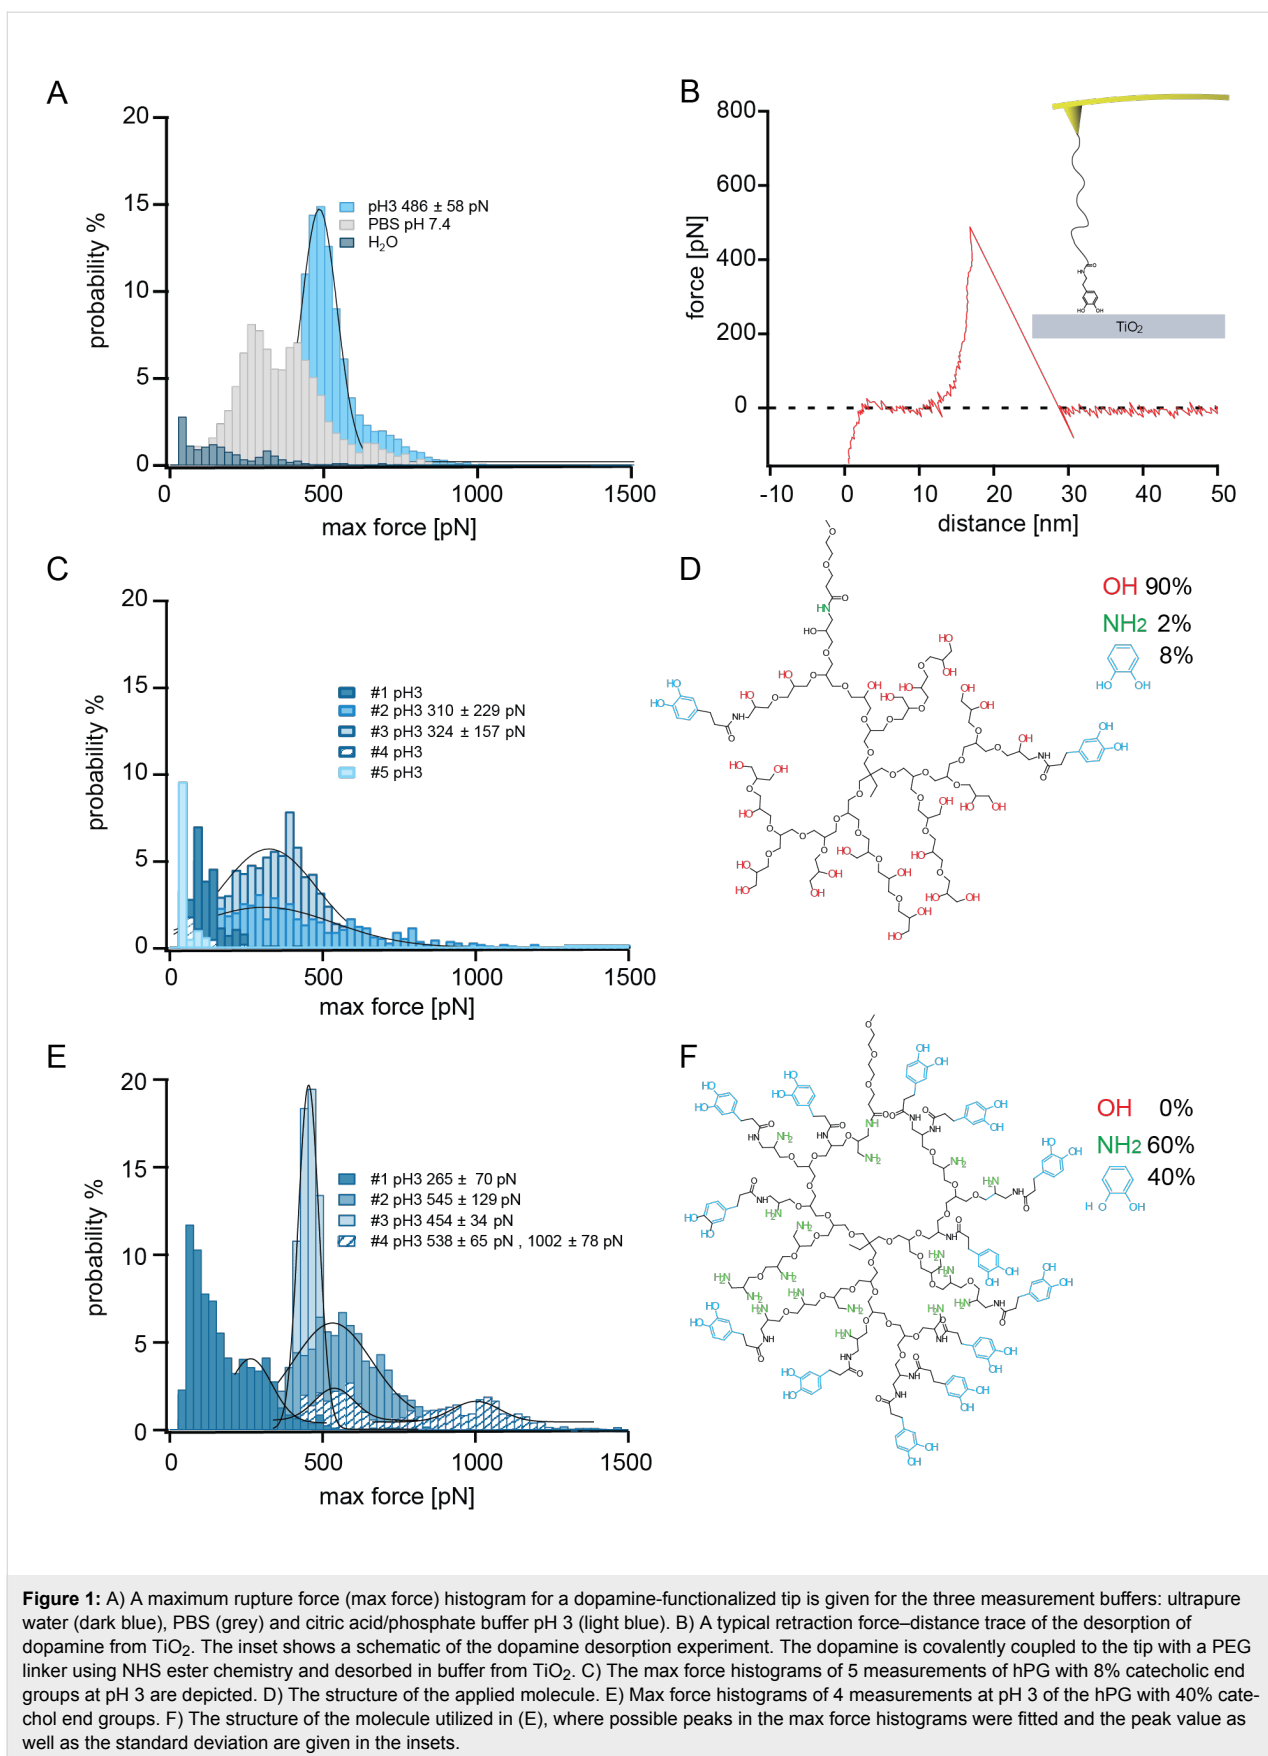 A
20
15
10
5
0
probability %
pH3 486 ± 58 pN
PBS pH 7.4
H2O
0 500 1000 1500
max force [pN]
B
800
600
400
200
0
force [pN]
TiO2
-10 0 10 20 30 40 50
distance [nm]
C
20
15
10
5
0
probability %
#1 pH3
#2 pH3 310 ± 229 pN
#3 pH3 324 ± 157 pN
#4 pH3
#5 pH3
0 500 1000 1500
max force [pN]
D
OH 90%
NH2 2%
8%
HO OH
E
20
15
10
5
0
probability %
#1 pH3 265 ± 70 pN
#2 pH3 545 ± 129 pN
#3 pH3 454 ± 34 pN
#4 pH3 538 ± 65 pN , 1002 ± 78 pN
0 500 1000 1500
max force [pN]
F
OH 0%
NH2 60%
40%
H O OH
Figure 1: A) A maximum rupture force (max force) histogram for a dopamine-functionalized tip is given for the three measurement buffers: ultrapure
water (dark blue), PBS (grey) and citric acid/phosphate buffer pH 3 (light blue). B) A typical retraction force–distance trace of the desorption of
dopamine from TiO2. The inset shows a schematic of the dopamine desorption experiment. The dopamine is covalently coupled to the tip with a PEG
linker using NHS ester chemistry and desorbed in buffer from TiO2. C) The max force histograms of 5 measurements of hPG with 8% catecholic end
groups at pH 3 are depicted. D) The structure of the applied molecule. E) Max force histograms of 4 measurements at pH 3 of the hPG with 40% cate-
chol end groups. F) The structure of the molecule utilized in (E), where possible peaks in the max force histograms were fitted and the peak value as
well as the standard deviation are given in the insets.